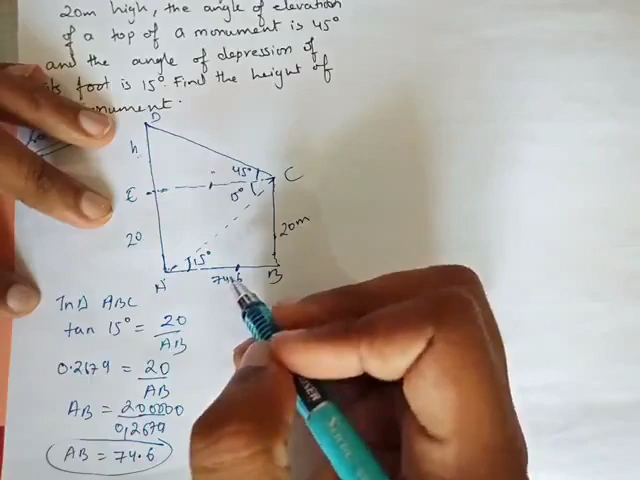 20m high, the angle of elevation
of a top of a monument is 45°
and the angle of depression of
its foot is 15°. Find the height of
D
h
45°
C
E
20
20m
15°
B
74.6
In Δ ABC
tan 15° = 20
AB
0.2679 = 20
AB
AB = 200000
0.2679
AB = 74.6